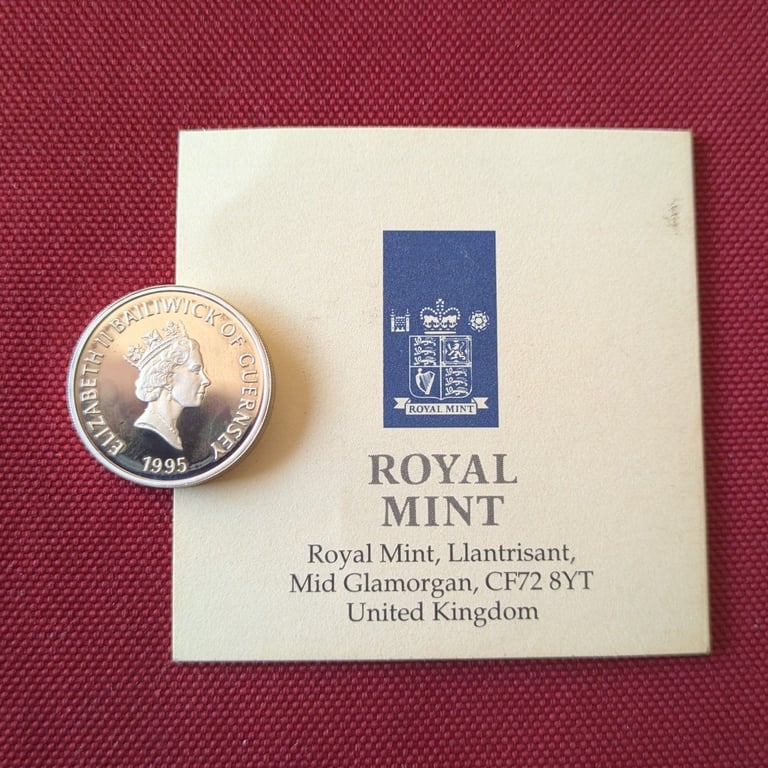 ELIZABETH II BAILIWICK OF GUERNSEY
1995
ROYAL MINT
ROYAL
MINT
Royal Mint, Llantrisant,
Mid Glamorgan, CF72 8YT
United Kingdom